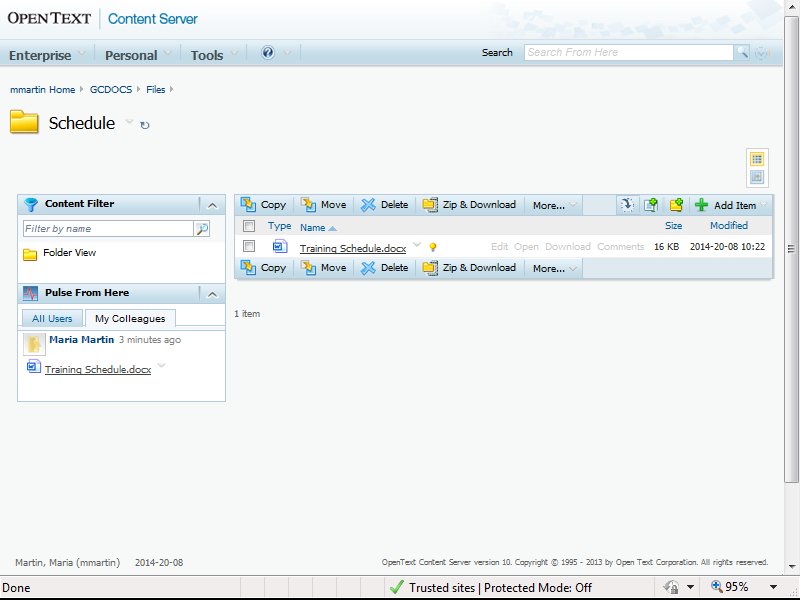 OPEN TEXT | Content Server
Enterprise Personal Tools Search Search From Here
mmartin Home GCDOCS Files
Schedule
Content Filter
Filter by name
Folder View
Pulse From Here
All Users My Colleagues
Maria Martin 3 minutes ago
Training Schedule.docx
Copy Move Delete Zip & Download More... Add Item
Type Name Size Modified
Training Schedule.docx Edit Open Download Comments 16 KB 2014-20-08 10:22
Copy Move Delete Zip & Download More...
1 item
Martin, Maria (mmartin) 2014-20-08 OpenText Content Server version 10. Copyright © 1995 - 2013 by Open Text Corporation. All rights reserved.
Done Trusted sites | Protected Mode: Off 95%